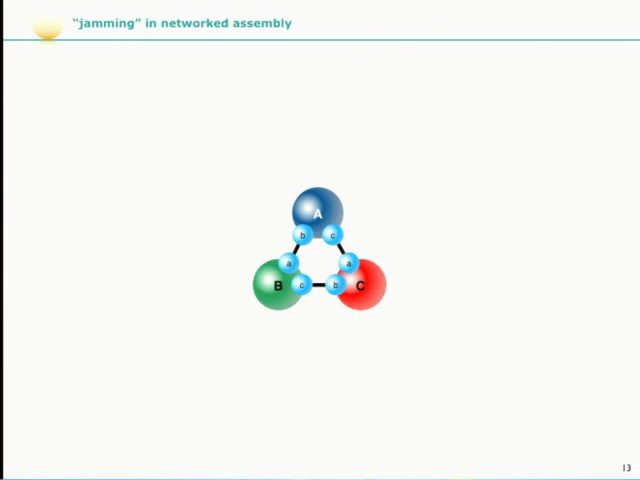 “jamming” in networked assembly
A
b c
a a
B c b C
13